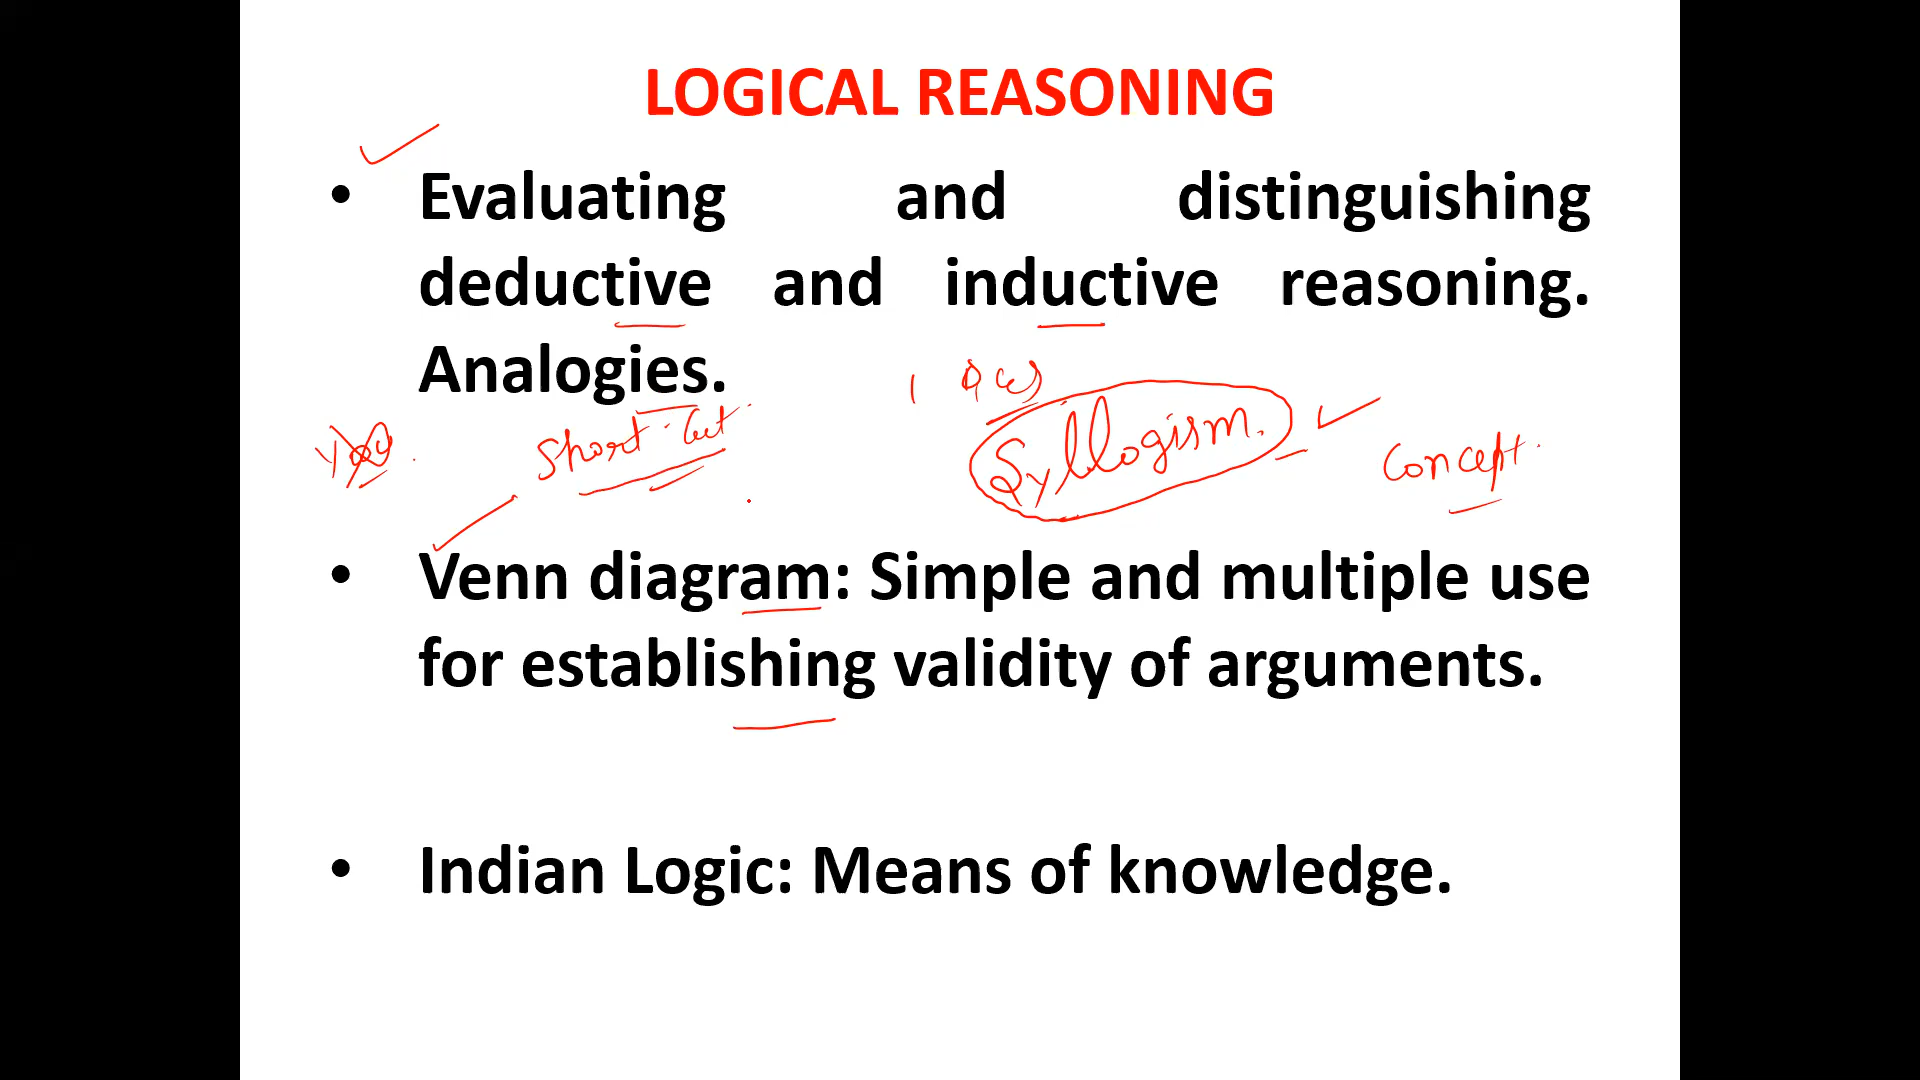 LOGICAL REASONING
• Evaluating and distinguishing
deductive and inductive reasoning.
Analogies.
Short-Cut
Syllogism.
Concept
• Venn diagram: Simple and multiple use
for establishing validity of arguments.
• Indian Logic: Means of knowledge.